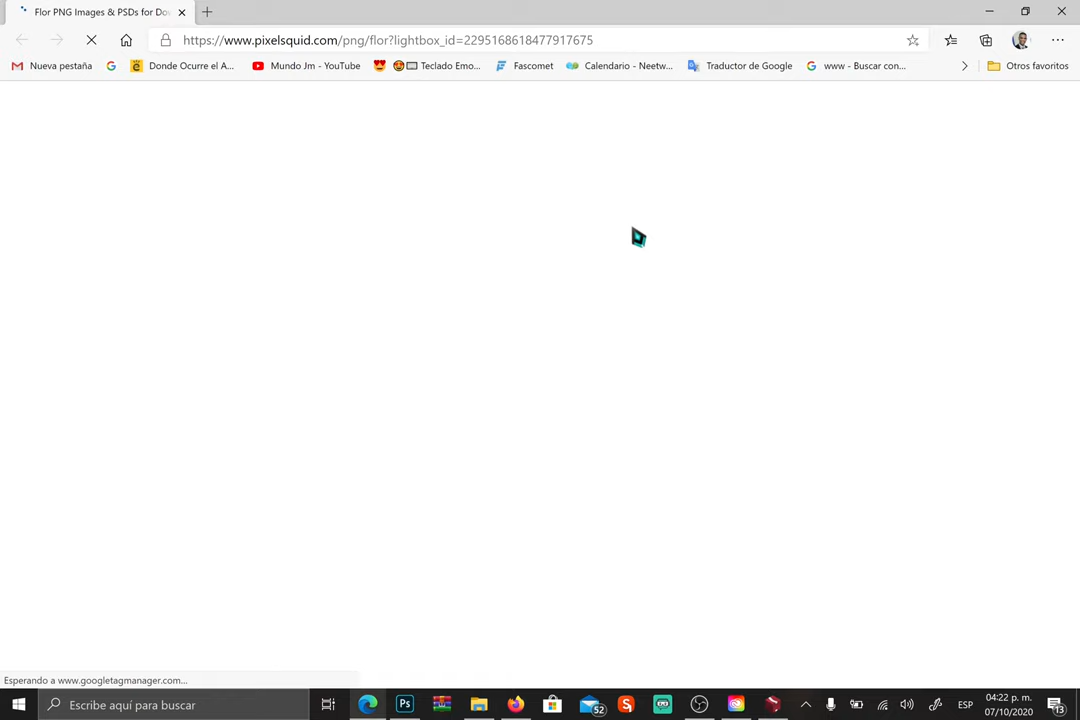 Flor PNG Images & PSDs for Do
https://www.pixelsquid.com/png/flor?lightbox_id=2295168618477917675
Nueva pestaña
Donde Ocurre el A...
Mundo Jm - YouTube
Teclado Emo...
Fascomet
Calendario - Neetw...
Traductor de Google
www - Buscar con...
Otros favoritos
Esperando a www.googletagmanager.com...
Escribe aquí para buscar
Ps
52
ESP
04:22 p. m.
07/10/2020
13